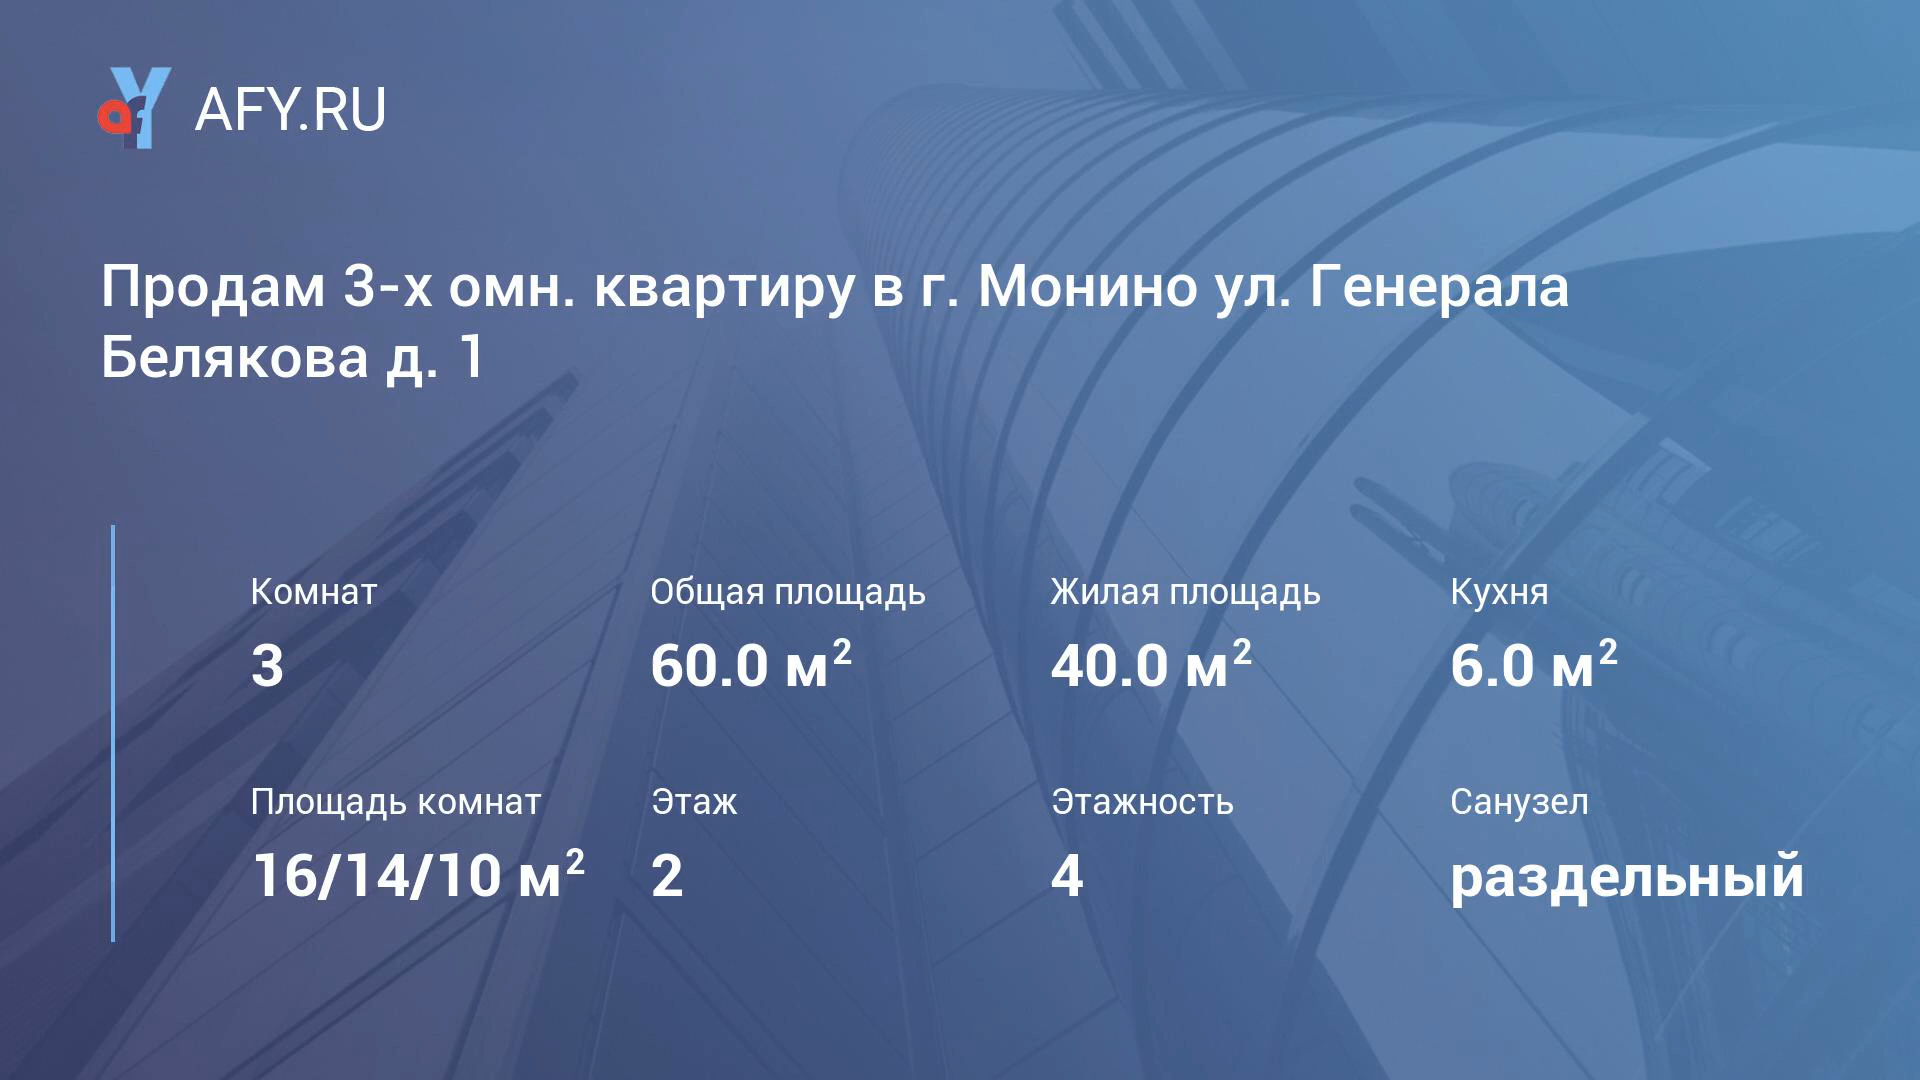 AFY.RU
Продам 3-х омн. квартиру в г. Монино ул. Генерала
Белякова д. 1
Комнат
3
Общая площадь
60.0 м²
Жилая площадь
40.0 м²
Кухня
6.0 м²
Площадь комнат
16/14/10 м²
Этаж
2
Этажность
4
Санузел
раздельный